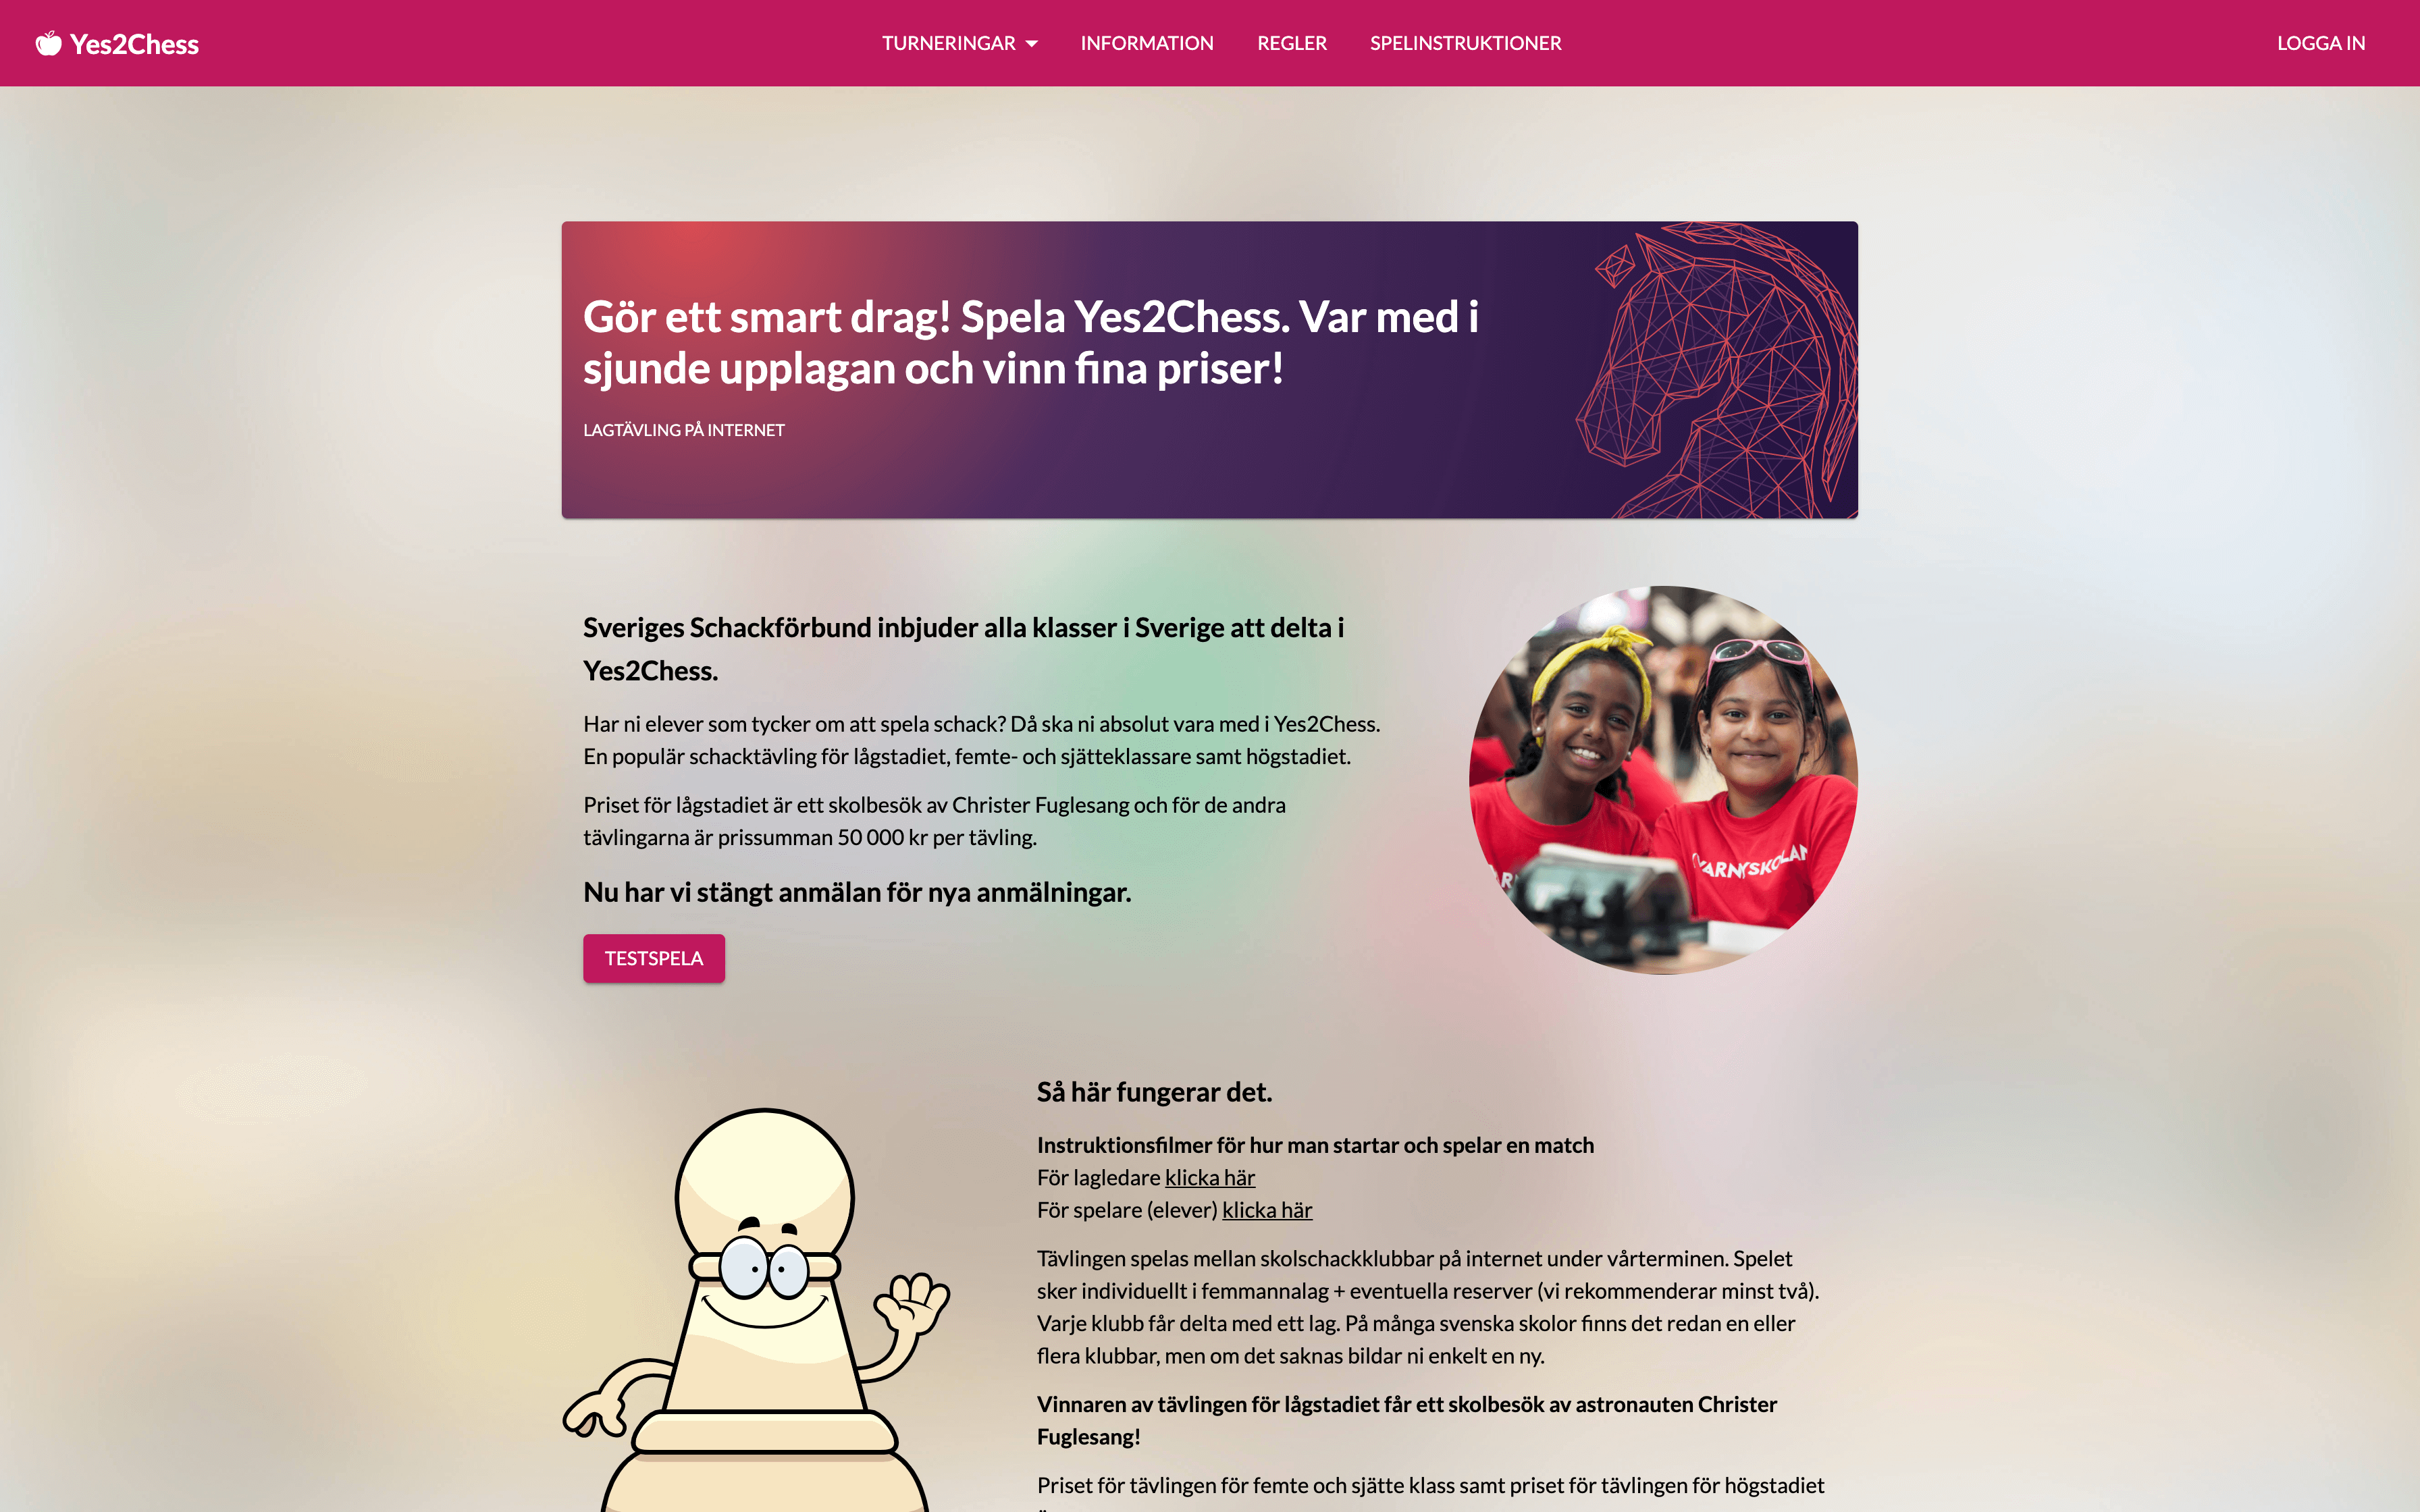 Yes2Chess
TURNERINGAR
INFORMATION
REGLER
SPELINSTRUKTIONER
LOGGA IN
Gör ett smart drag! Spela Yes2Chess. Var med i
sjunde upplagan och vinn fina priser!
LAGTÄVLING PÅ INTERNET
Sveriges Schackförbund inbjuder alla klasser i Sverige att delta i
Yes2Chess.
Har ni elever som tycker om att spela schack? Då ska ni absolut vara med i Yes2Chess.
En populär schacktävling för lågstadiet, femte- och sjätteklassare samt högstadiet.
Priset för lågstadiet är ett skolbesök av Christer Fuglesang och för de andra
tävlingarna är prissumman 50 000 kr per tävling.
Nu har vi stängt anmälan för nya anmälningar.
TESTSPELA
Så här fungerar det.
Instruktionsfilmer för hur man startar och spelar en match
För lagledare klicka här
För spelare (elever) klicka här
Tävlingen spelas mellan skolschackklubbar på internet under vårterminen. Spelet
sker individuellt i femmannalag + eventuella reserver (vi rekommenderar minst två).
Varje klubb får delta med ett lag. På många svenska skolor finns det redan en eller
flera klubbar, men om det saknas bildar ni enkelt en ny.
Vinnaren av tävlingen för lågstadiet får ett skolbesök av astronauten Christer
Fuglesang!
Priset för tävlingen för femte och sjätte klass samt priset för tävlingen för högstadiet